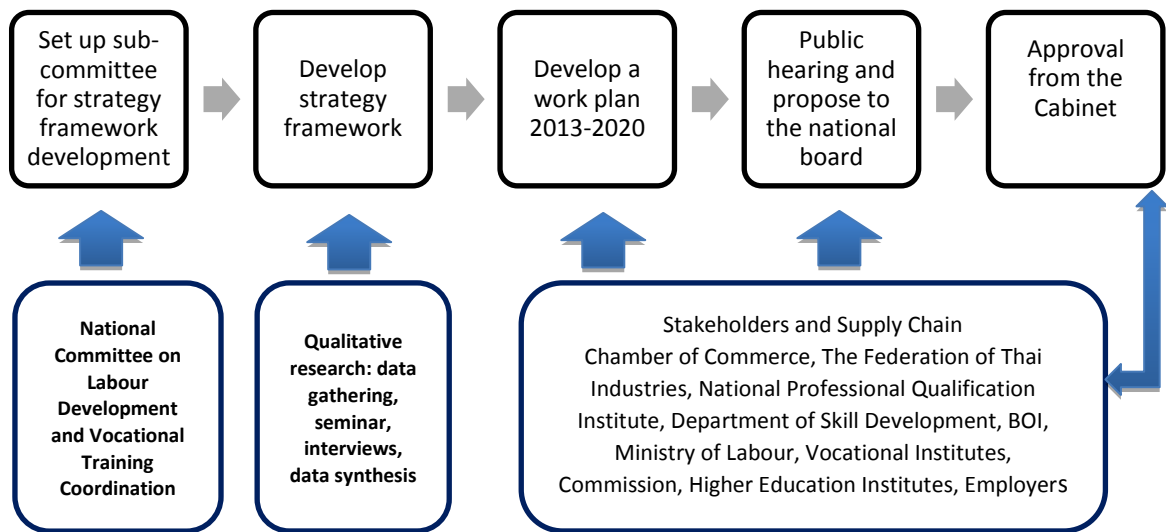 Set up sub-
committee
for strategy
framework
development
Develop
strategy
framework
Develop a
work plan
2013-2020
Public
hearing and
propose to
the national
board
Approval
from the
Cabinet
National
Committee on
Labour
Development
and Vocational
Training
Coordination
Qualitative
research: data
gathering,
seminar,
interviews,
data synthesis
Stakeholders and Supply Chain
Chamber of Commerce, The Federation of Thai
Industries, National Professional Qualification
Institute, Department of Skill Development, BOI,
Ministry of Labour, Vocational Institutes,
Commission, Higher Education Institutes, Employers